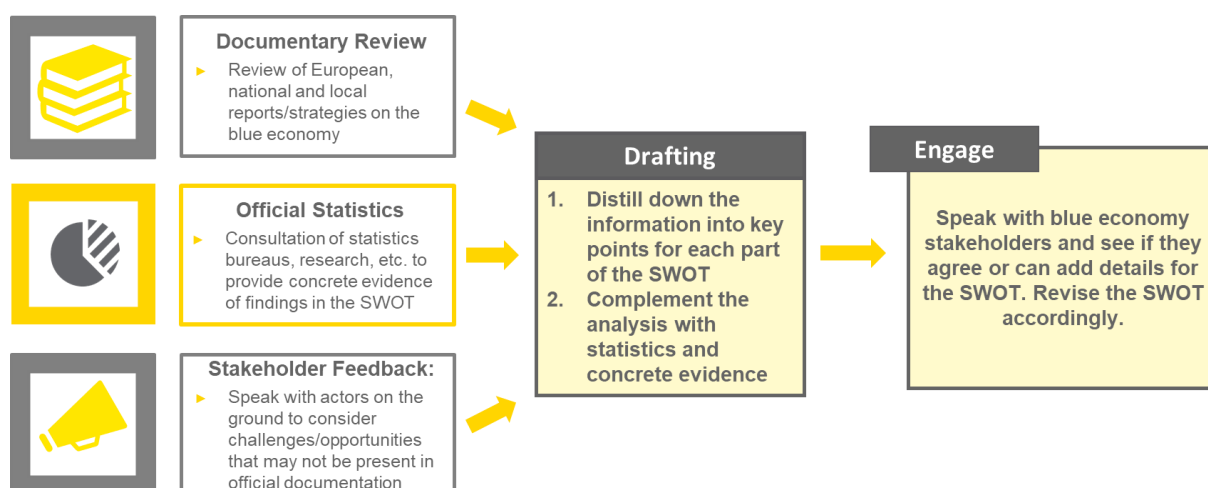 Documentary Review
► Review of European,
national and local
reports/strategies on the
blue economy
Official Statistics
► Consultation of statistics
bureaus, research, etc. to
provide concrete evidence
of findings in the SWOT
Stakeholder Feedback:
► Speak with actors on the
ground to consider
challenges/opportunities
that may not be present in
official documentation
Drafting
1. Distill down the
information into key
points for each part
of the SWOT
2. Complement the
analysis with
statistics and
concrete evidence
Engage
Speak with blue economy
stakeholders and see if they
agree or can add details for
the SWOT. Revise the SWOT
accordingly.